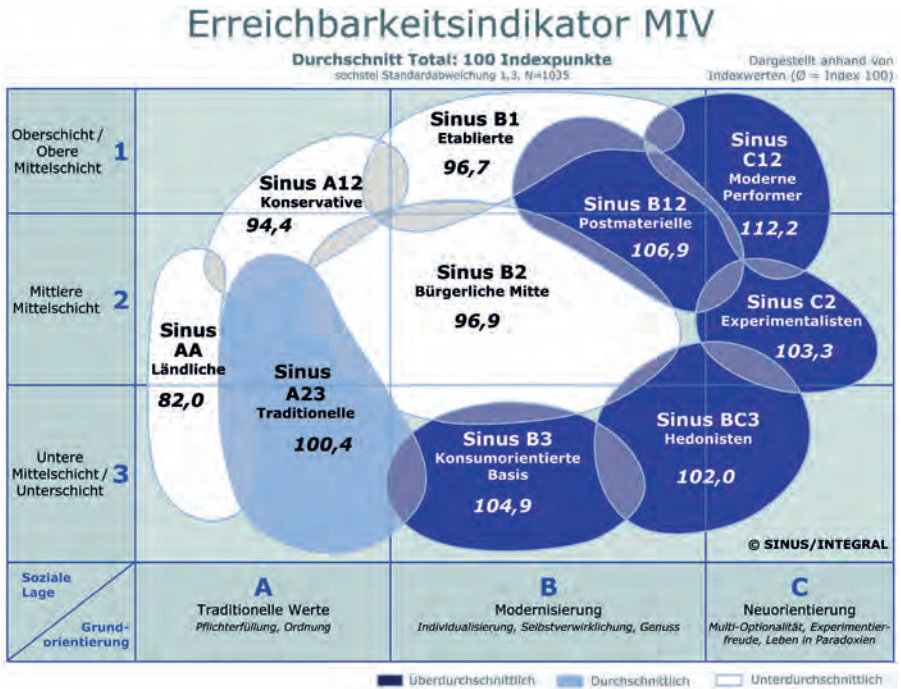 Erreichbarkeitsindikator MIV
Durchschnitt Total: 100 Indexpunkte
sechstel Standardabweichung 1,3, N=1035
Dargestellt anhand von
Indexwerten (Ø = Index 100)
Oberschicht /
Obere
Mittelschicht
1
Mittlere
Mittelschicht
2
Untere
Mittelschicht /
Unterschicht
3
Sinus B1
Etablierte
96,7
Sinus
C12
Moderne
Performer
112,2
Sinus A12
Konservative
94,4
Sinus B12
Postmaterielle
106,9
Sinus B2
Bürgerliche Mitte
96,9
Sinus C2
Experimentalisten
103,3
Sinus
AA
Ländliche
82,0
Sinus
A23
Traditionelle
100,4
Sinus B3
Konsumorientierte
Basis
104,9
Sinus BC3
Hedonisten
102,0
© SINUS/INTEGRAL
Soziale
Lage
Grund-
orientierung
A
Traditionelle Werte
Pflichterfüllung, Ordnung
B
Modernisierung
Individualisierung, Selbstverwirklichung, Genuss
C
Neuorientierung
Multi-Optionalität, Experimentier-
freude, Leben in Paradoxien
Überdurchschnittlich
Durchschnittlich
Unterdurchschnittlich